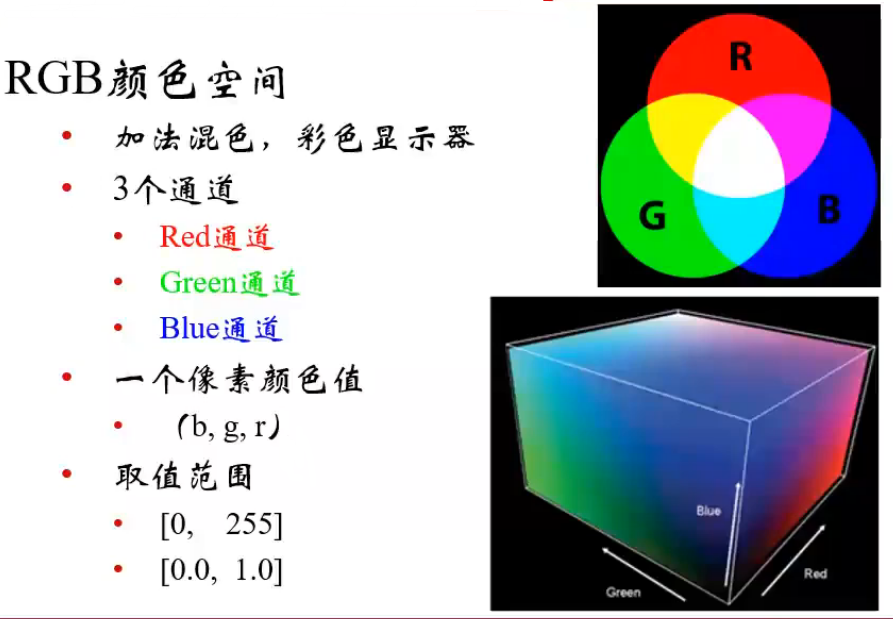 RGB颜色空间
• 加法混色，彩色显示器
• 3个通道
• Red通道
• Green通道
• Blue通道
• 一个像素颜色值
• （b, g, r）
• 取值范围
• [0, 255]
• [0.0, 1.0]
R
G
B
Blue
Green
Red